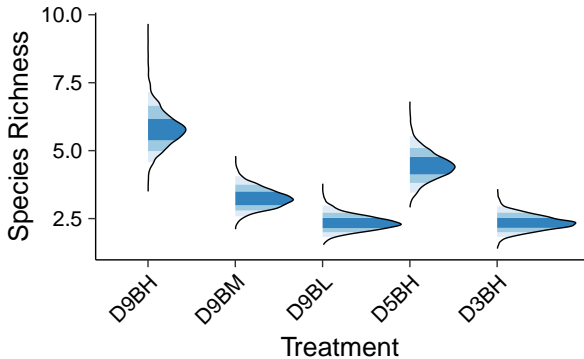 Species Richness
10.0
7.5
5.0
2.5
D9BH
D9BM
D9BL
D5BH
D3BH
Treatment